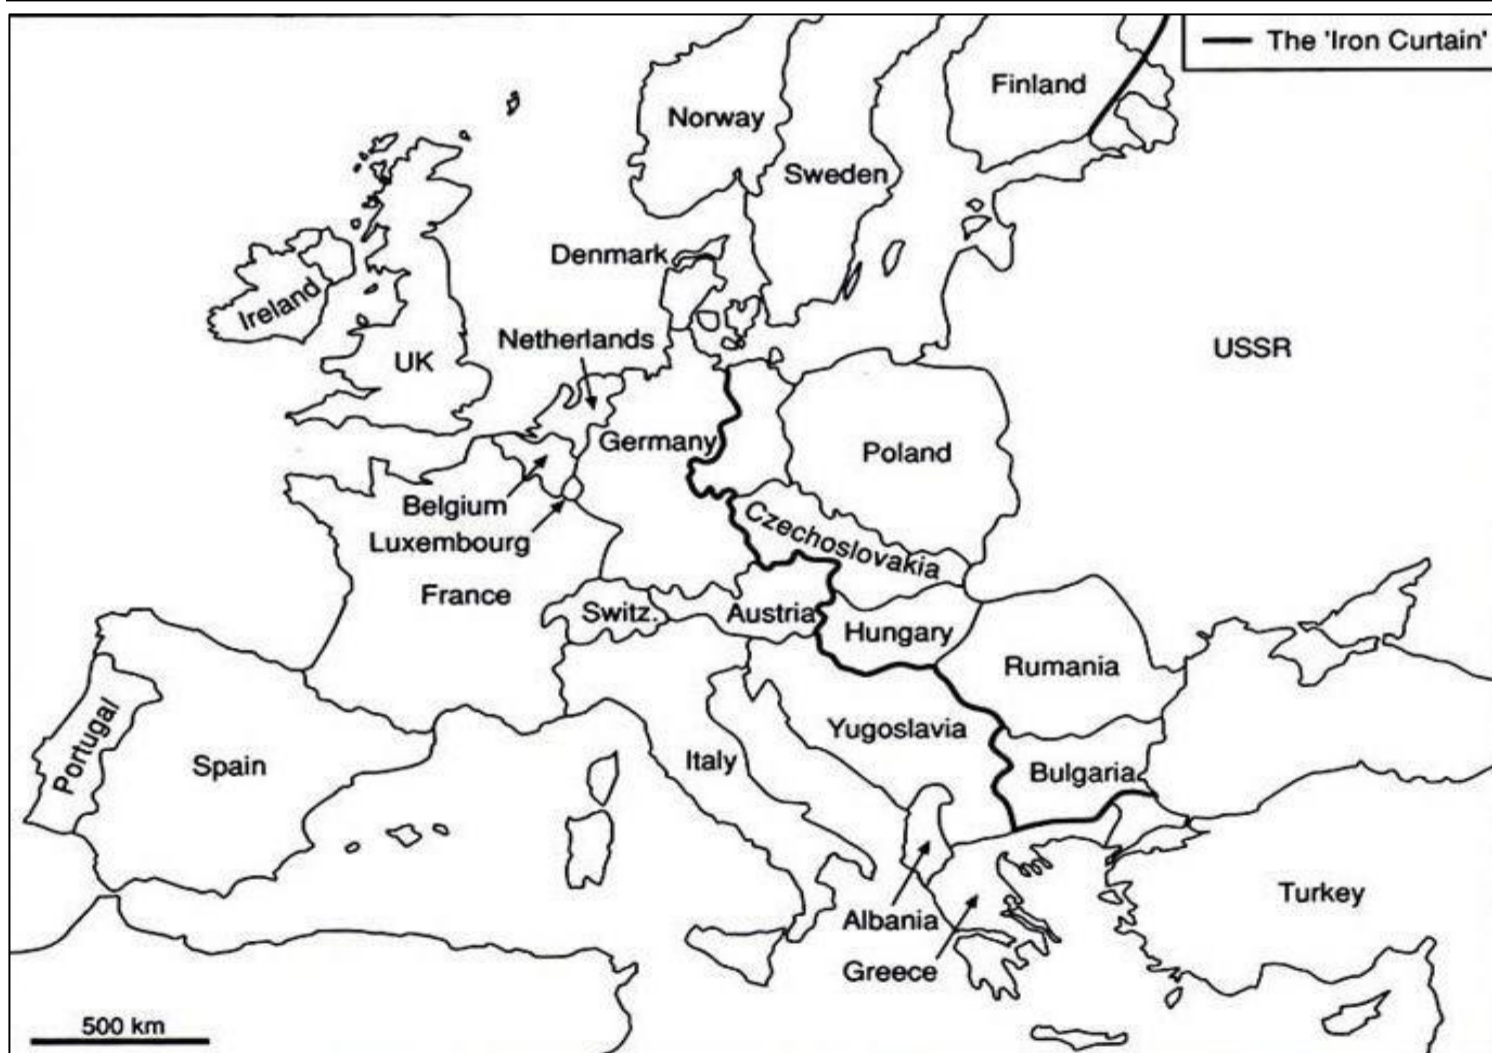 The 'Iron Curtain'
Finland
Norway
Sweden
Denmark
Ireland
Netherlands
UK
USSR
Germany
Poland
Belgium
Czechoslovakia
Luxembourg
France
Switz.
Austria
Hungary
Rumania
Portugal
Yugoslavia
Spain
Italy
Bulgaria
Turkey
Albania
Greece
500 km